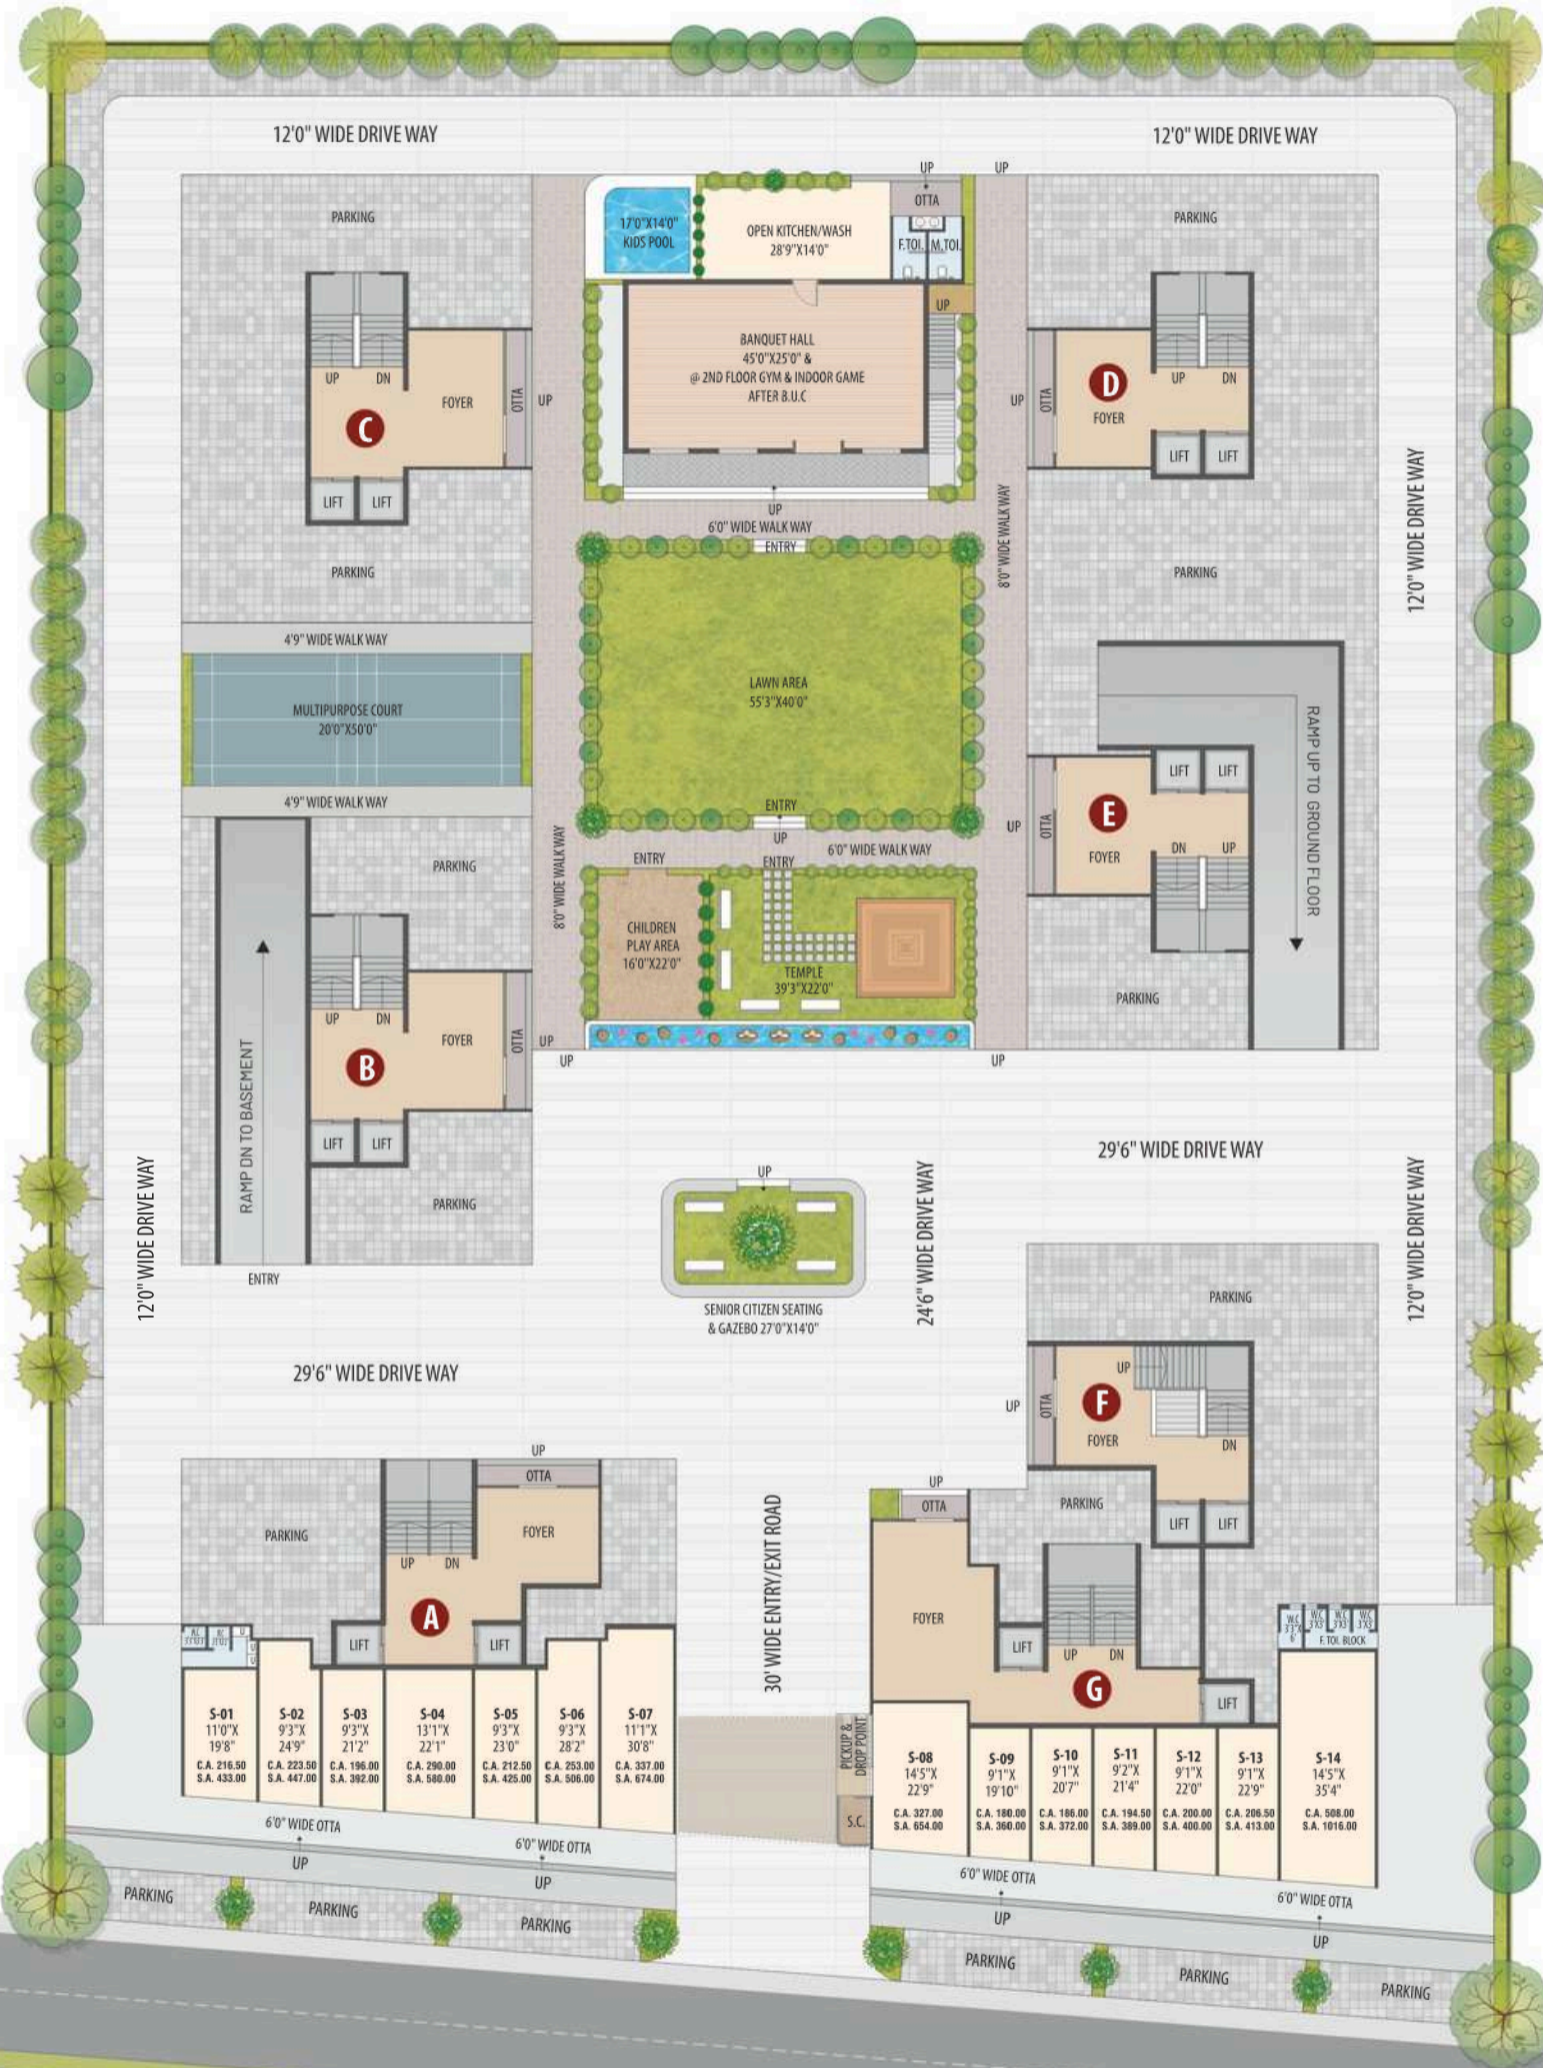 12'0" WIDE DRIVE WAY
12'0" WIDE DRIVE WAY
UP
UP
PARKING
17'0"X14'0"
KIDS POOL
OPEN KITCHEN/WASH
28'9"X14'0"
OTTA
F.TOI.
M.TOI.
PARKING
UP
BANQUET HALL
45'0"X25'0" &
@ 2ND FLOOR GYM & INDOOR GAME
AFTER B.U.C
UP
DN
C
FOYER
OTTA
UP
LIFT
LIFT
UP
OTTA
D
FOYER
UP
DN
LIFT
LIFT
UP
6'0" WIDE WALK WAY
ENTRY
8'0" WIDE WALK WAY
12'0" WIDE DRIVE WAY
PARKING
PARKING
4'9" WIDE WALK WAY
MULTIPURPOSE COURT
20'0"X50'0"
4'9" WIDE WALK WAY
LAWN AREA
55'3"X40'0"
RAMP UP TO GROUND FLOOR
LIFT
LIFT
UP
OTTA
E
FOYER
DN
UP
ENTRY
UP
6'0" WIDE WALK WAY
ENTRY
ENTRY
8'0" WIDE WALK WAY
PARKING
CHILDREN
PLAY AREA
16'0"X22'0"
TEMPLE
39'3"X22'0"
PARKING
RAMP DN TO BASEMENT
UP
DN
B
FOYER
OTTA
UP
UP
UP
LIFT
LIFT
PARKING
ENTRY
12'0" WIDE DRIVE WAY
29'6" WIDE DRIVE WAY
UP
SENIOR CITIZEN SEATING
& GAZEBO 27'0"X14'0"
24'6" WIDE DRIVE WAY
12'0" WIDE DRIVE WAY
PARKING
29'6" WIDE DRIVE WAY
UP
OTTA
UP
F
FOYER
DN
PARKING
LIFT
LIFT
UP
OTTA
PARKING
FOYER
UP
DN
A
LIFT
LIFT
30' WIDE ENTRY/EXIT ROAD
UP
OTTA
FOYER
LIFT
UP
DN
G
LIFT
W.C
3'3"X
6'
W.C
3'X3'
W.C
3'X3'
W.C
3'X3'
F. TOI. BLOCK
U
U
U
S-01
11'0"X
19'8"
C.A. 216.50
S.A. 433.00
S-02
9'3"X
24'9"
C.A. 223.50
S.A. 447.00
S-03
9'3"X
21'2"
C.A. 196.00
S.A. 392.00
S-04
13'1"X
22'1"
C.A. 290.00
S.A. 580.00
S-05
9'3"X
23'0"
C.A. 212.50
S.A. 425.00
S-06
9'3"X
28'2"
C.A. 253.00
S.A. 506.00
S-07
11'1"X
30'8"
C.A. 337.00
S.A. 674.00
PICKUP &
DROP POINT
S.C.
S-08
14'5"X
22'9"
C.A. 327.00
S.A. 654.00
S-09
9'1"X
19'10"
C.A. 180.00
S.A. 360.00
S-10
9'1"X
20'7"
C.A. 186.00
S.A. 372.00
S-11
9'2"X
21'4"
C.A. 194.50
S.A. 389.00
S-12
9'1"X
22'0"
C.A. 200.00
S.A. 400.00
S-13
9'1"X
22'9"
C.A. 206.50
S.A. 413.00
S-14
14'5"X
35'4"
C.A. 508.00
S.A. 1016.00
6'0" WIDE OTTA
UP
6'0" WIDE OTTA
UP
6'0" WIDE OTTA
UP
6'0" WIDE OTTA
UP
PARKING
PARKING
PARKING
PARKING
PARKING
PARKING